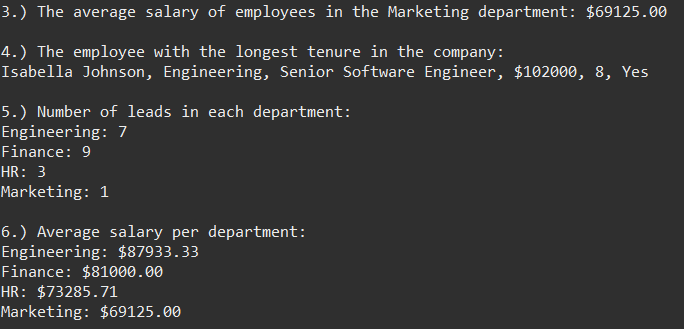 3.) The average salary of employees in the Marketing department: $69125.00
4.) The employee with the longest tenure in the company:
Isabella Johnson, Engineering, Senior Software Engineer, $102000, 8, Yes
5.) Number of leads in each department:
Engineering: 7
Finance: 9
HR: 3
Marketing: 1
6.) Average salary per department:
Engineering: $87933.33
Finance: $81000.00
HR: $73285.71
Marketing: $69125.00